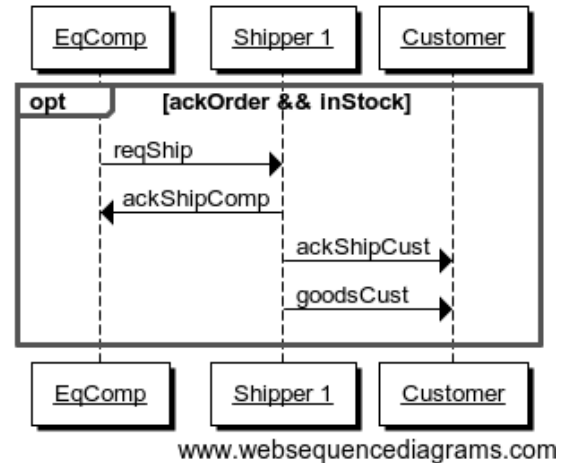 EqComp Shipper 1 Customer
opt [ackOrder && inStock]
reqShip
ackShipComp
ackShipCust
goodsCust
EqComp Shipper 1 Customer
www.websequencediagrams.com